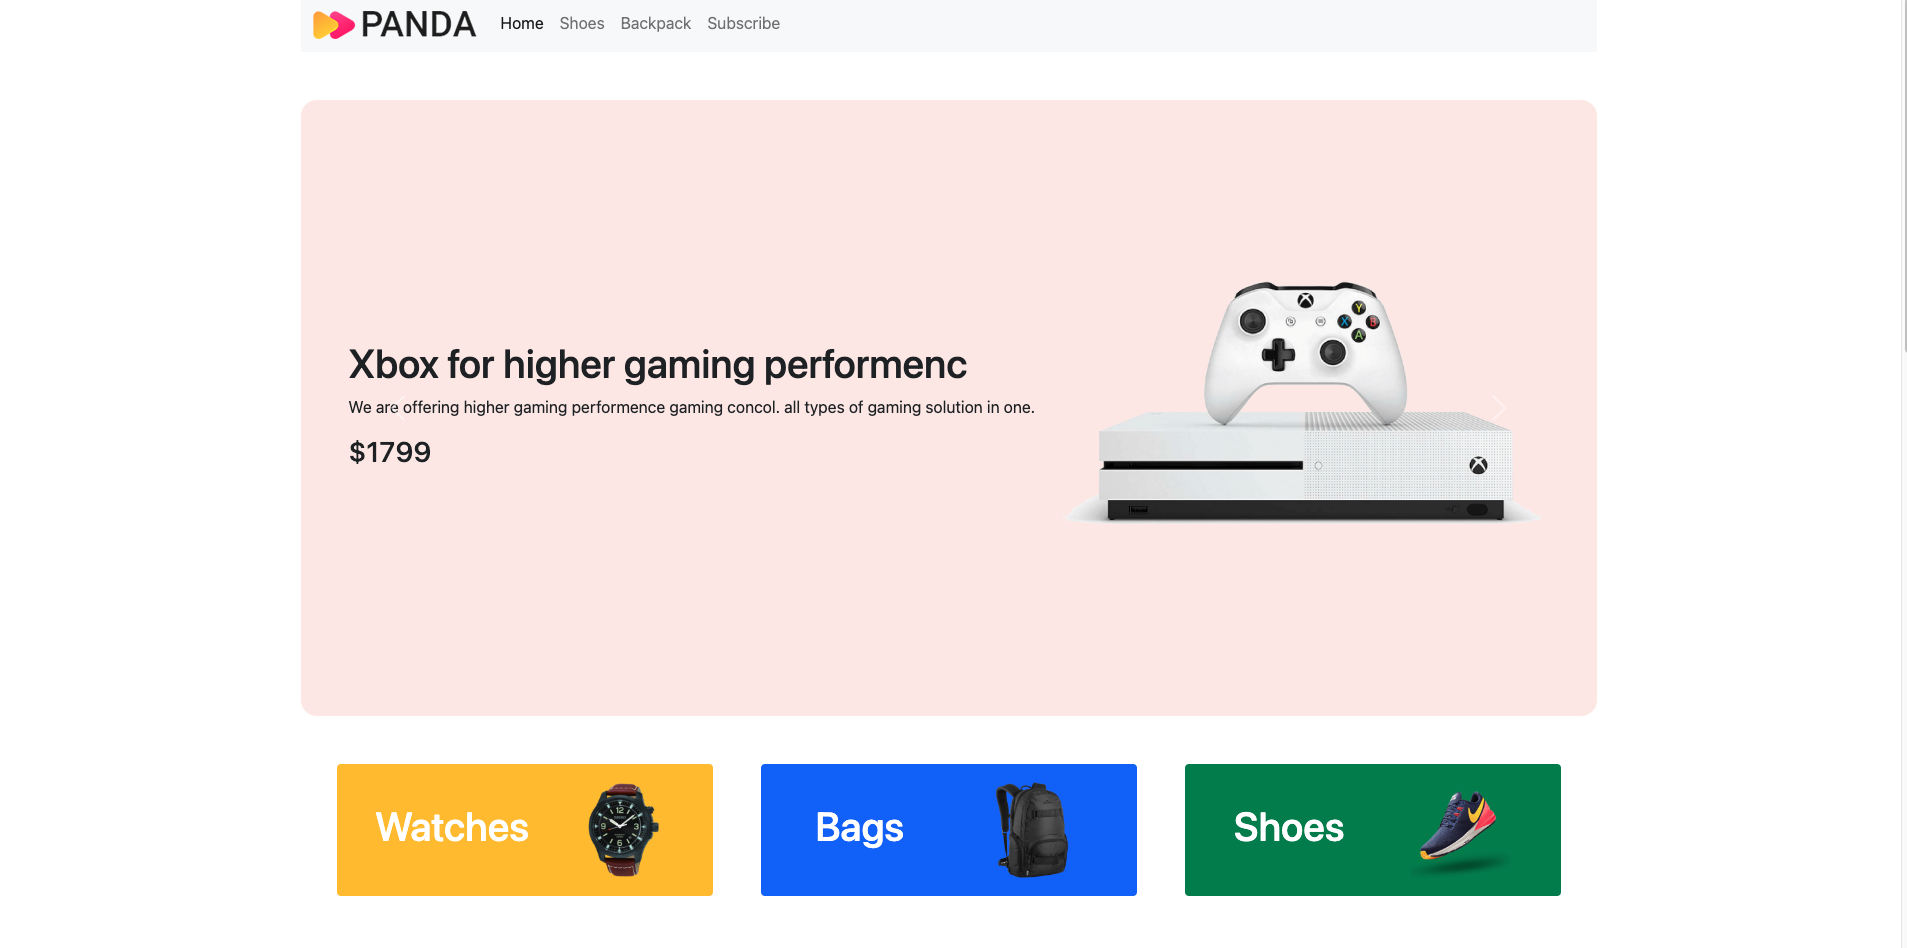 PANDA Home Shoes Backpack Subscribe
Xbox for higher gaming performenc
We are offering higher gaming performence gaming concol. all types of gaming solution in one.
$1799
Y
X B
A
Watches Bags Shoes